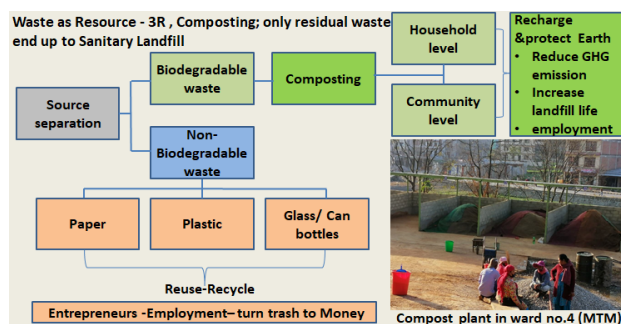 Waste as Resource - 3R , Composting; only residual waste
end up to Sanitary Landfill
Source
separation
Biodegradable
waste
Composting
Household
level
Community
level
Recharge
&protect Earth
• Reduce GHG
emission
• Increase
landfill life
• employment
Non-
Biodegradable
waste
Paper
Plastic
Glass/ Can
bottles
Reuse-Recycle
Entrepreneurs -Employment– turn trash to Money
Compost plant in ward no.4 (MTM)